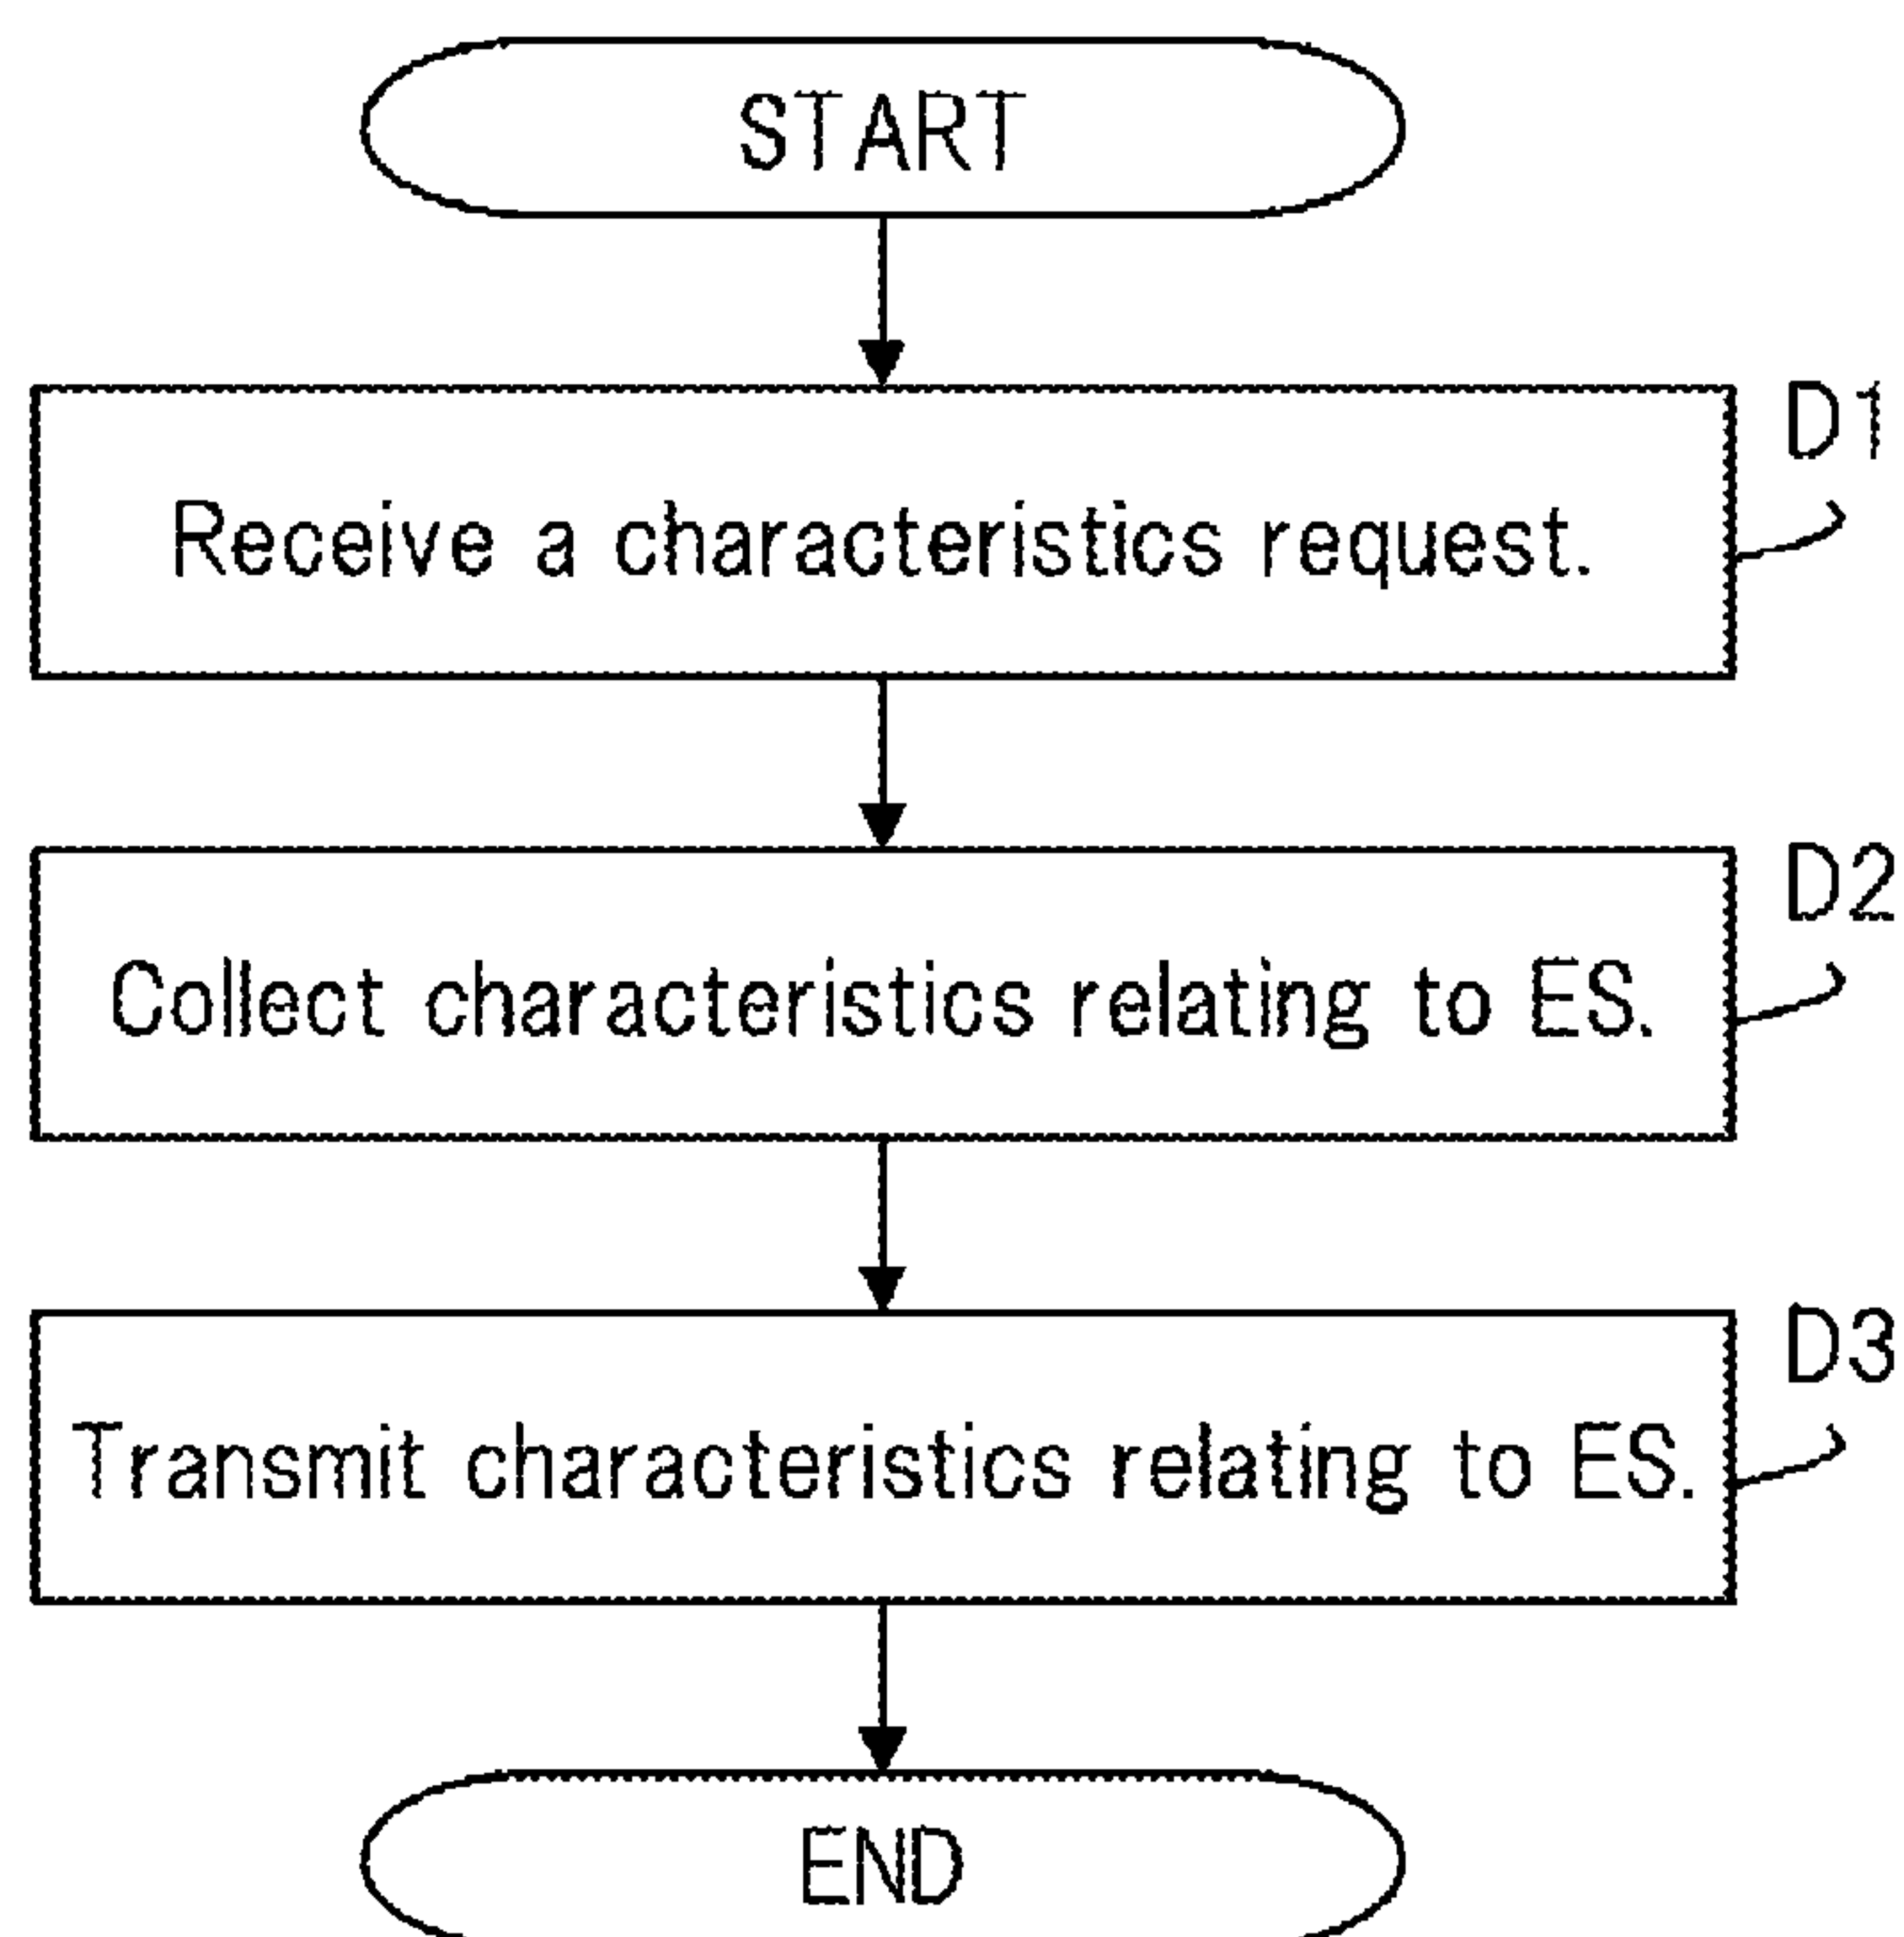 START
D1
Receive a characteristics request.
D2
Collect characteristics relating to ES.
D3
Transmit characteristics relating to ES.
END